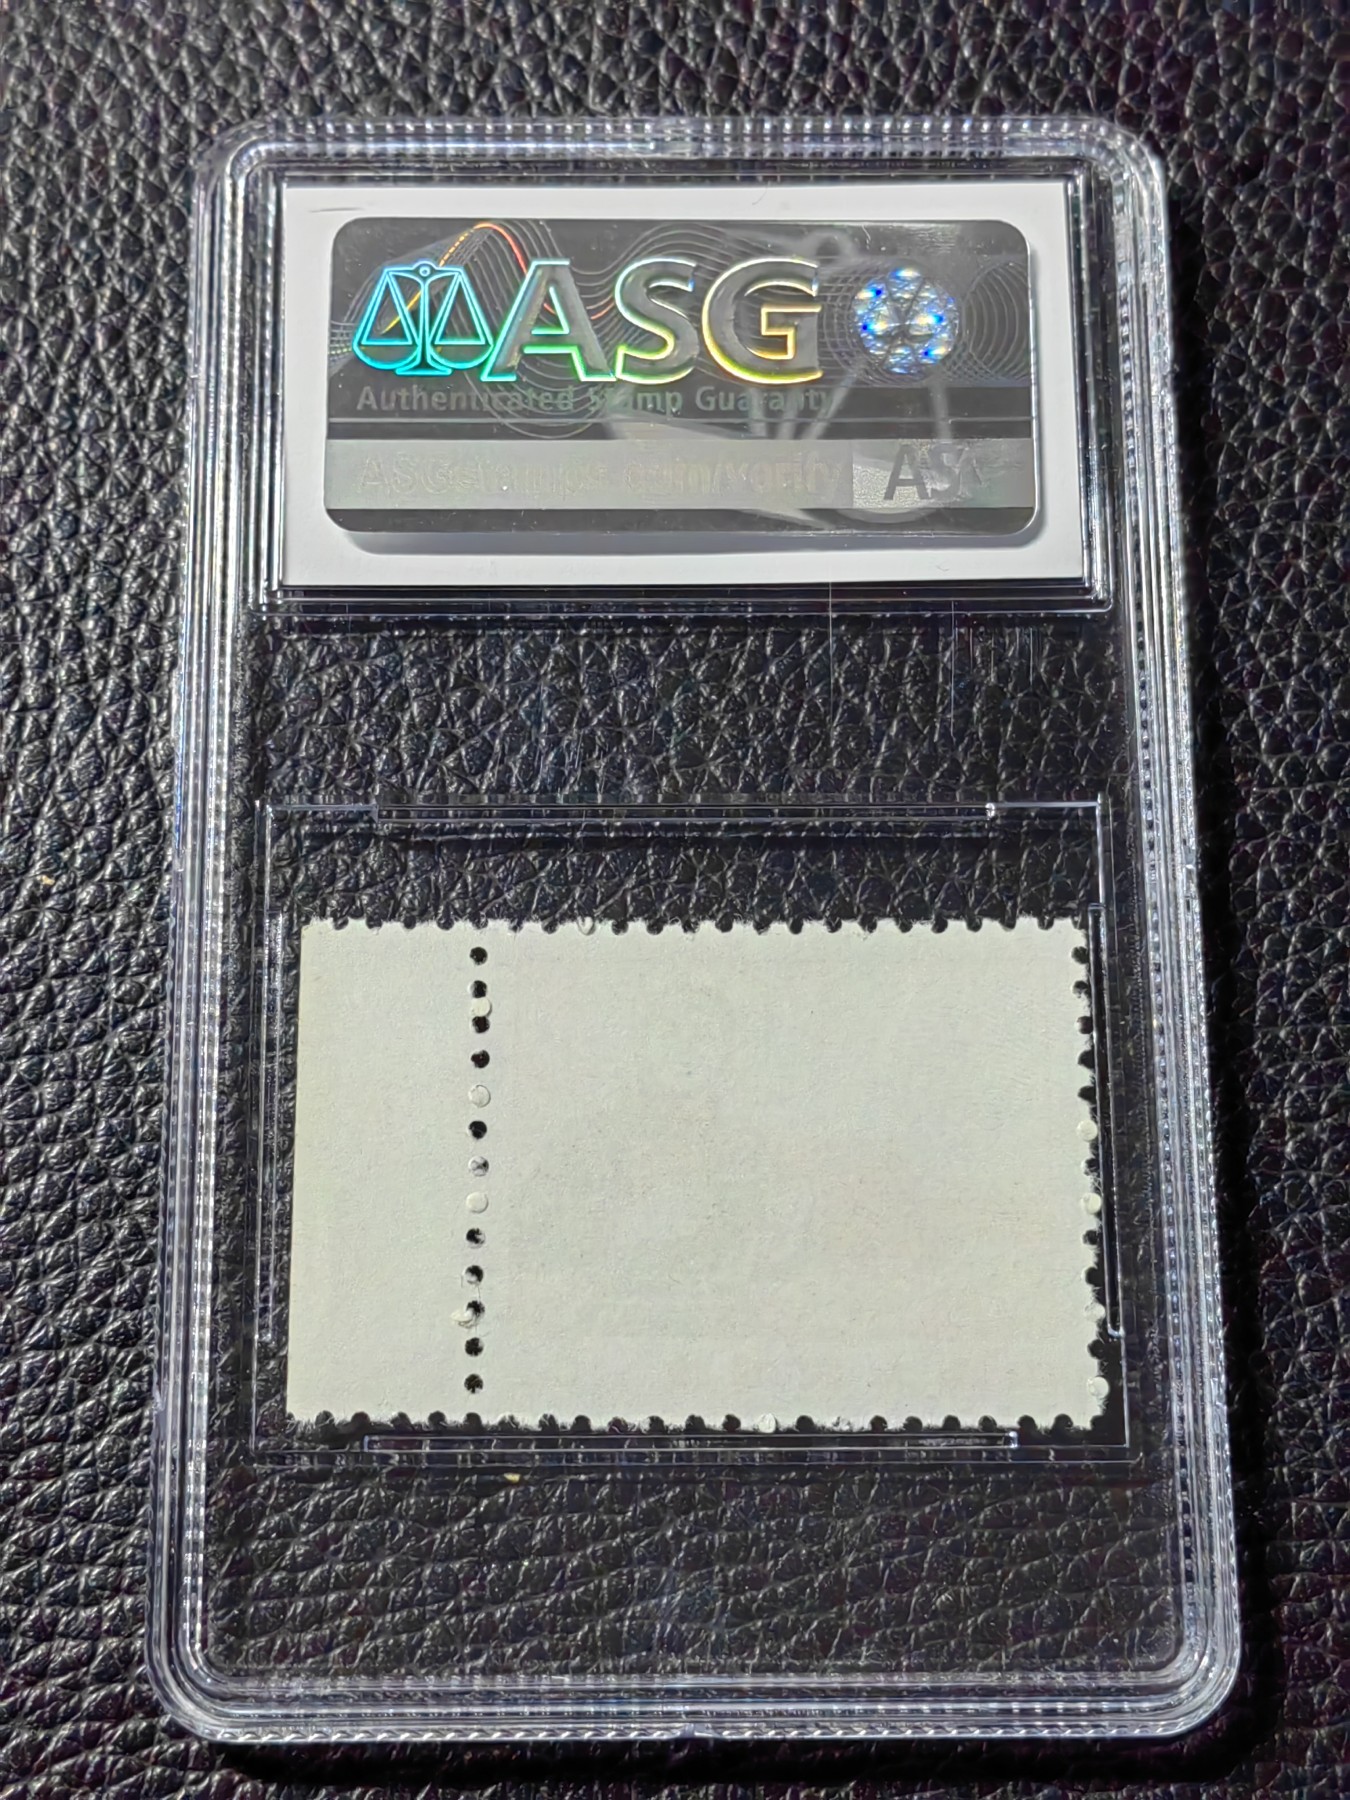 ASG
Authenticated Stamp Guaranty
ASGstamps.com/verify